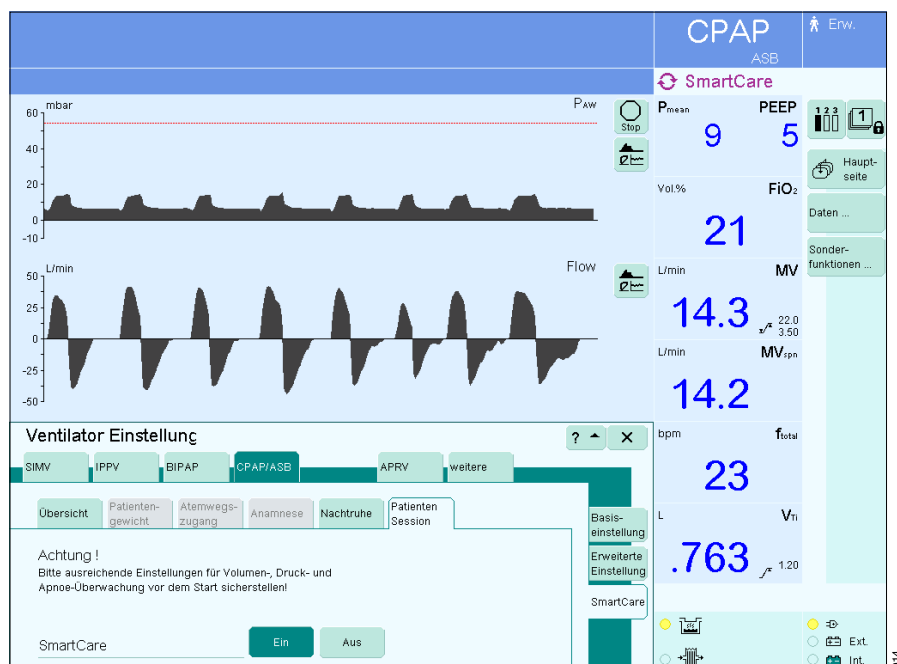 CPAP
ASB
Erw.
SmartCare
mbar
Paw
60
40
20
0
-10
Stop
L/min
Flow
50
25
0
-25
-50
Pmean
PEEP
9
5
Vol.%
FiO2
21
L/min
MV
14.3
22.0
3.50
L/min
MVspn
14.2
bpm
ftotal
23
L
VTi
.763
1.20
1 2 3
1
Haupt-
seite
Daten ...
Sonder-
funktionen ...
Ventilator Einstellung
?
X
SIMV
IPPV
BIPAP
CPAP/ASB
APRV
weitere
Übersicht
Patienten-
gewicht
Atemwegs-
zugang
Anamnese
Nachtruhe
Patienten
Session
Basis-
einstellung
Erweiterte
Einstellung
SmartCare
Achtung !
Bitte ausreichende Einstellungen für Volumen-, Druck- und
Apnoe-Überwachung vor dem Start sicherstellen!
SmartCare
Ein
Aus
Ext.
Int.